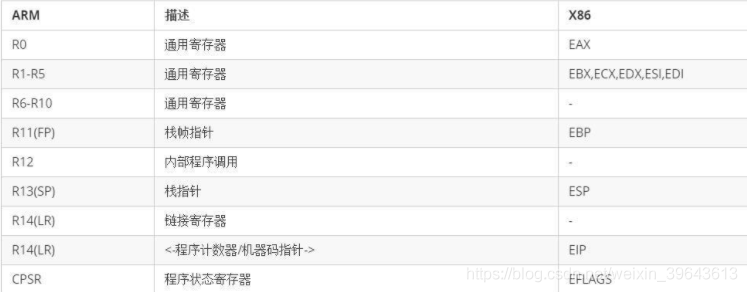 ARM 描述 X86
R0 通用寄存器 EAX
R1-R5 通用寄存器 EBX,ECX,EDX,ESI,EDI
R6-R10 通用寄存器 -
R11(FP) 栈帧指针 EBP
R12 内部程序调用 -
R13(SP) 栈指针 ESP
R14(LR) 链接寄存器 -
R14(LR) <-程序计数器/机器码指针-> EIP
CPSR 程序状态寄存器 EFLAGS
https://blog.csdn.net/weixin_39643613